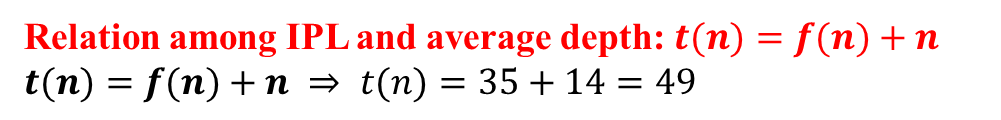 Relation among IPL and average depth: t(n) = f(n) + n
t(n) = f(n) + n ⇒ t(n) = 35 + 14 = 49